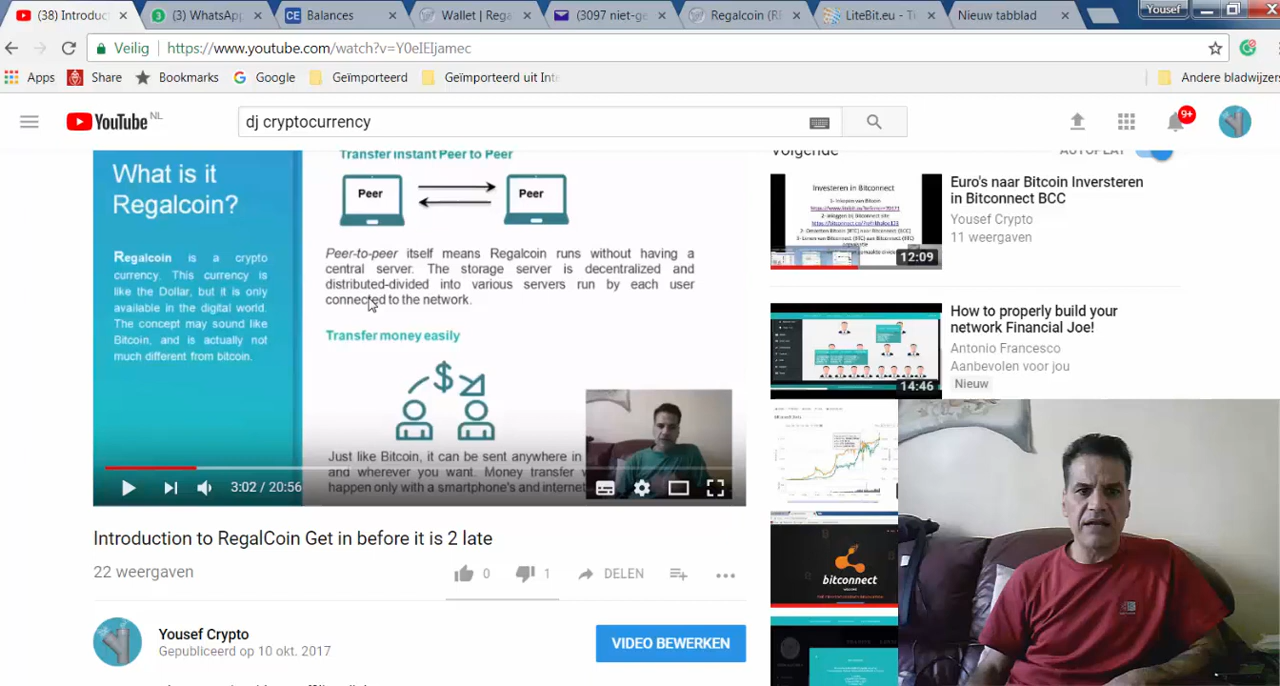 (38) Introduc
(3) WhatsAp
Balances
Wallet | Rega
(3097 niet-ge
Regalcoin (RE
LiteBit.eu - Ti
Nieuw tabblad
Yousef
Veilig
https://www.youtube.com/watch?v=Y0eIEIjamec
Apps
Share
Bookmarks
Google
Geïmporteerd
Geïmporteerd uit Inte
Andere bladwijzers
YouTube NL
dj cryptocurrency
9+
What is it
Regalcoin?
Regalcoin is a crypto
currency. This currency is
like the Dollar, but it is only
available in the digital world.
The concept may sound like
Bitcoin, and is actually not
much different from bitcoin.
Transfer instant Peer to Peer
Peer
Peer
Peer-to-peer itself means Regalcoin runs without having a
central server. The storage server is decentralized and
distributed-divided into various servers run by each user
connected to the network.
Transfer money easily
$
Just like Bitcoin, it can be sent anywhere in
and wherever you want. Money transfer
happen only with a smartphone's and internet
3:02 / 20:56
Introduction to RegalCoin Get in before it is 2 late
22 weergaven
0
1
DELEN
Yousef Crypto
Gepubliceerd op 10 okt. 2017
VIDEO BEWERKEN
Volgende
AUTOPLAY
Investeren in Bitconnect
12:09
Euro's naar Bitcoin Inversteren
in Bitconnect BCC
Yousef Crypto
11 weergaven
14:46
How to properly build your
network Financial Joe!
Antonio Francesco
Aanbevolen voor jou
Nieuw
bitconnect